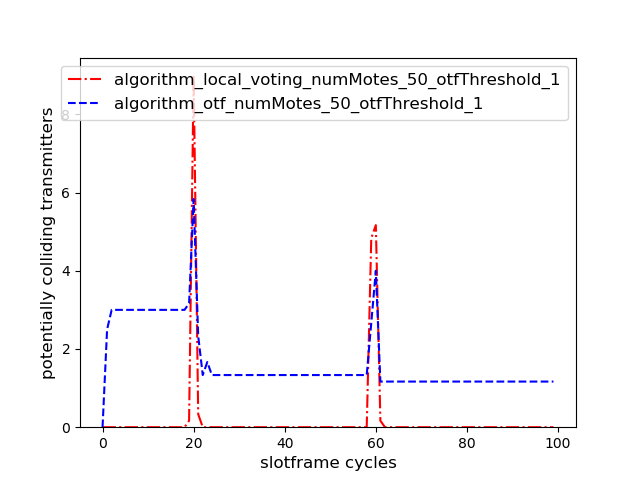 algorithm_local_voting_numMotes_50_otfThreshold_1
algorithm_otf_numMotes_50_otfThreshold_1
potentially colliding transmitters
8
6
4
2
0
0 20 40 60 80 100
slotframe cycles